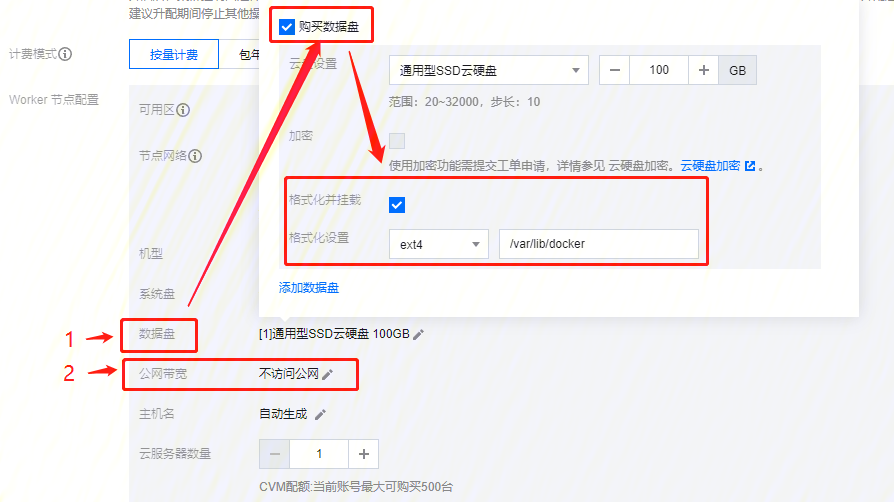 建议升配期间停止其他操
计费模式
按量计费
包年
Worker 节点配置
可用区
节点网络
机型
系统盘
购买数据盘
云盘设置
通用型SSD云硬盘
− 100 + GB
范围：20~32000，步长：10
加密
使用加密功能需提交工单申请，详情参见 云硬盘加密。云硬盘加密 。
格式化并挂载
格式化设置
ext4
/var/lib/docker
添加数据盘
1
数据盘
[1]通用型SSD云硬盘 100GB
2
公网带宽
不访问公网
主机名
自动生成
云服务器数量
− 1 +
CVM配额:当前账号最大可购买500台